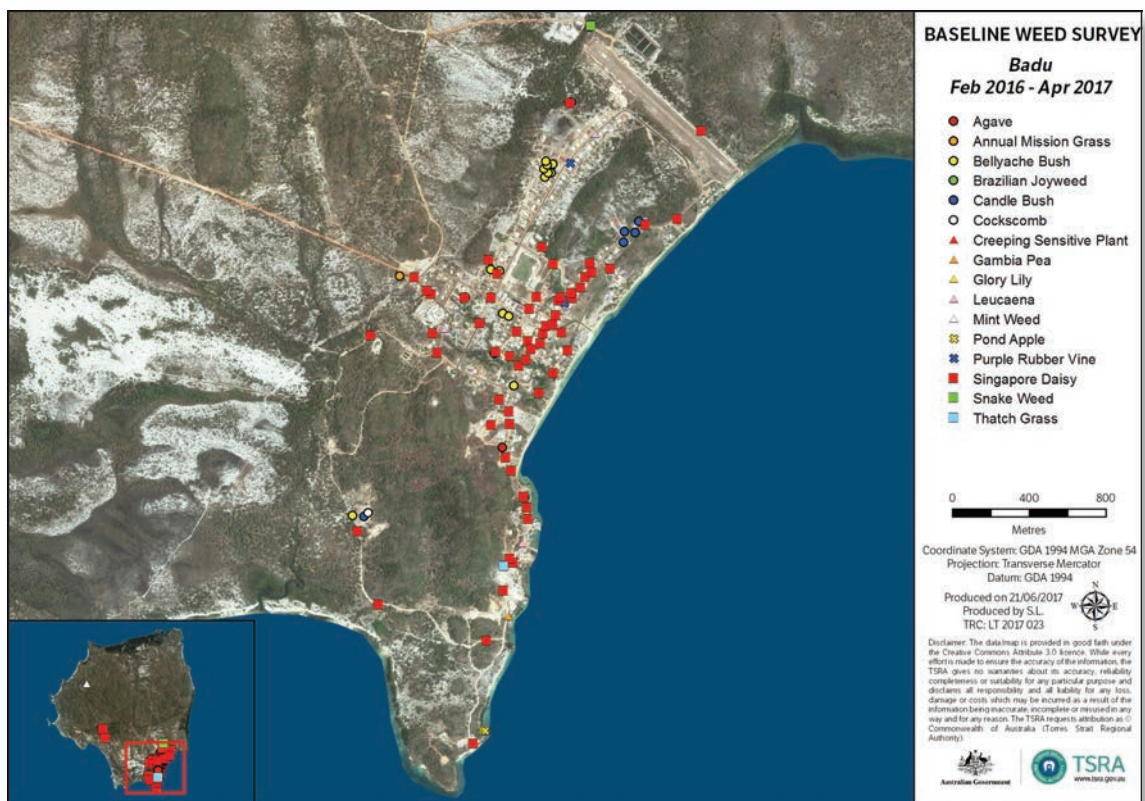 BASELINE WEED SURVEY
Badu
Feb 2016 - Apr 2017
Agave
Annual Mission Grass
Bellyache Bush
Brazilian Joyweed
Candle Bush
Cockscomb
Creeping Sensitive Plant
Gambia Pea
Glory Lily
Leucaena
Mint Weed
Pond Apple
Purple Rubber Vine
Singapore Daisy
Snake Weed
Thatch Grass
0 400 800
Metres
Coordinate System: GDA 1994 MGA Zone 54
Projection: Transverse Mercator
Datum: GDA 1994
Produced on 21/06/2017
Produced by S.L.
TRC: LT 2017 023
N
W E
S
Disclaimer: The data/map is provided in good faith under
the Creative Commons Attribute 3.0 licence. While every
effort is made to ensure the accuracy of the information, the
TSRA gives no warranties about its accuracy, reliability
completeness or suitability for any particular purpose and
disclaims all responsibility and all liability for any loss,
damage or costs which may be incurred as a result of the
information being inaccurate, incomplete or misused in any
way and for any reason. The TSRA requests attribution as ©
Commonwealth of Australia (Torres Strait Regional
Authority).
Australian Government
TSRA
www.tsra.gov.au